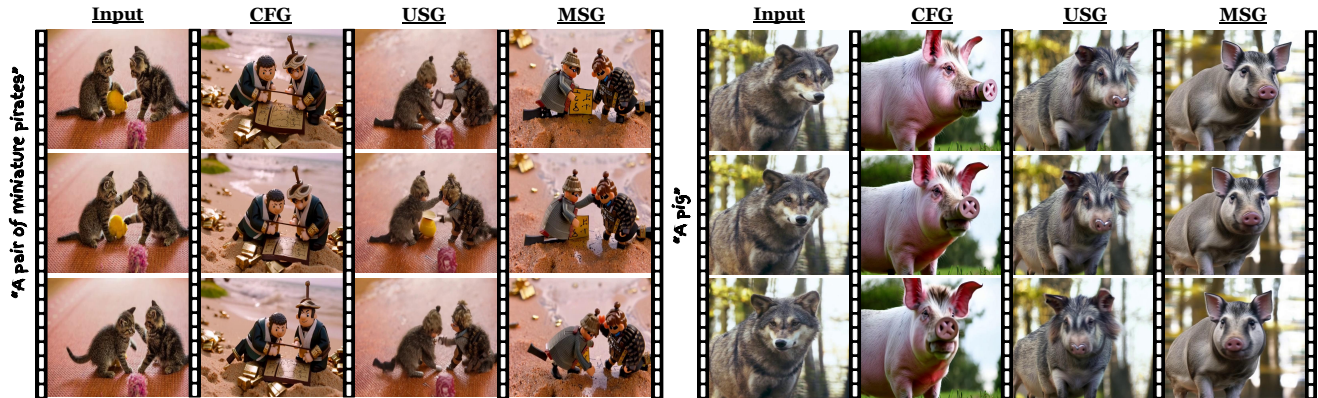 Input CFG USG MSG Input CFG USG MSG
"A pair of miniature pirates"
"A pig"